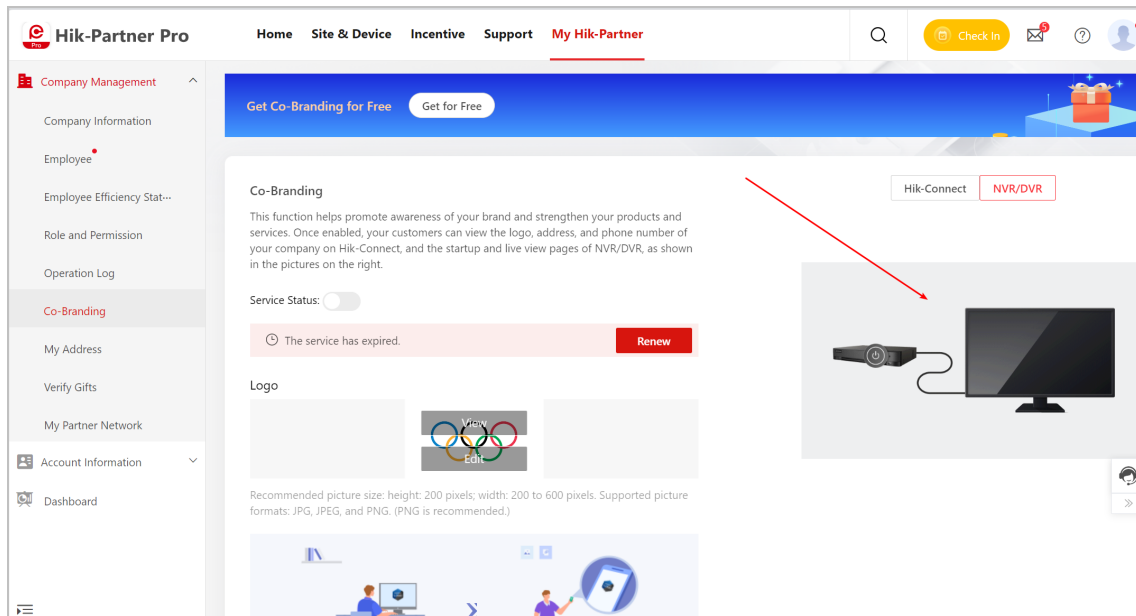 Hik-Partner Pro
Pro
Home Site & Device Incentive Support My Hik-Partner
Check In
5
Company Management
Company Information
Employee
Employee Efficiency Stat···
Role and Permission
Operation Log
Co-Branding
My Address
Verify Gifts
My Partner Network
Account Information
Dashboard
Get Co-Branding for Free Get for Free
Co-Branding
This function helps promote awareness of your brand and strengthen your products and
services. Once enabled, your customers can view the logo, address, and phone number of
your company on Hik-Connect, and the startup and live view pages of NVR/DVR, as shown
in the pictures on the right.
Service Status:
The service has expired. Renew
Logo
View
Edit
Recommended picture size: height: 200 pixels; width: 200 to 600 pixels. Supported picture
formats: JPG, JPEG, and PNG. (PNG is recommended.)
Hik-Connect NVR/DVR